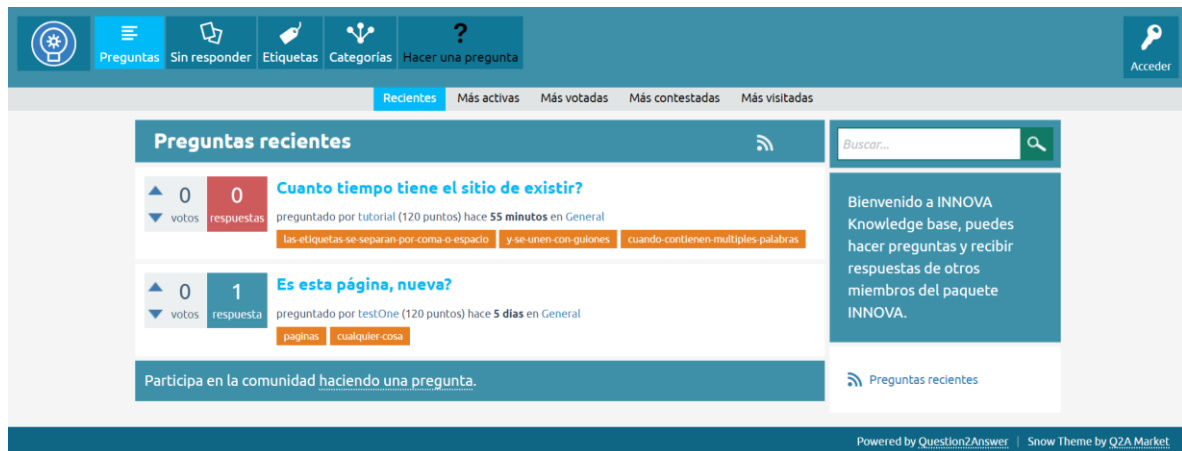 Preguntas Sin responder Etiquetas Categorías ? Hacer una pregunta Acceder
Recientes Más activas Más votadas Más contestadas Más visitadas
Preguntas recientes
0 votos
0 respuestas
Cuanto tiempo tiene el sitio de existir?
preguntado por tutorial (120 puntos) hace 55 minutos en General
las-etiquetas-se-separan-por-coma-o-espacio y-se-unen-con-guiones cuando-contienen-multiples-palabras
0 votos
1 respuesta
Es esta página, nueva?
preguntado por testOne (120 puntos) hace 5 días en General
paginas cualquier-cosa
Participa en la comunidad haciendo una pregunta.
Buscar...
Bienvenido a INNOVA
Knowledge base, puedes
hacer preguntas y recibir
respuestas de otros
miembros del paquete
INNOVA.
Preguntas recientes
Powered by Question2Answer | Snow Theme by Q2A Market